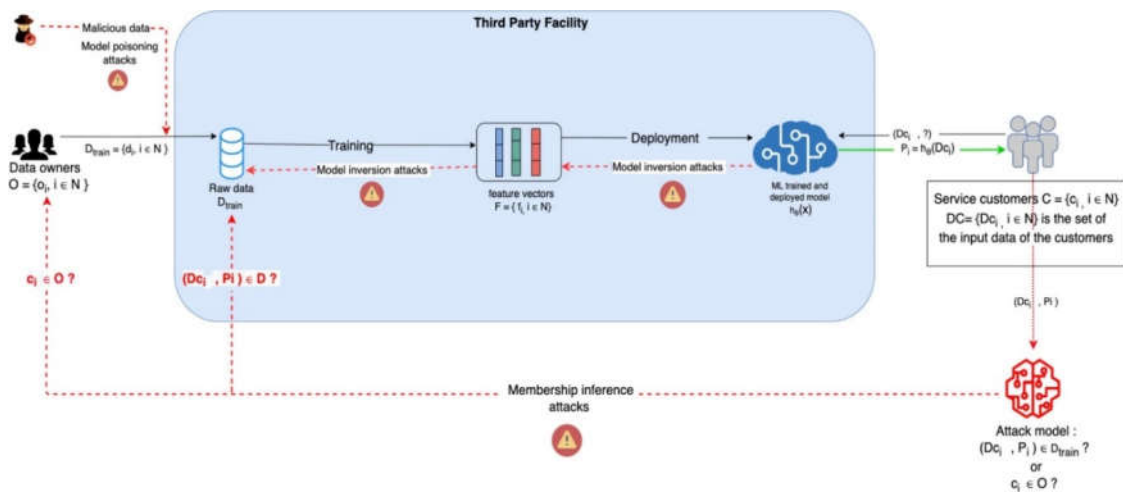 Third Party Facility
Malicious data
Model poisoning
attacks
D_train = {d_i, i ∈ N }
Data owners
O = {o_i, i ∈ N }
Raw data
D_train
Training
Model inversion attacks
feature vectors
F = { f_i, i ∈ N}
Deployment
Model inversion attacks
ML trained and
deployed model
h_θ(x)
(Dc_i , ?)
P_i = h_θ(Dc_i)
Service customers C = {c_i, i ∈ N}
DC= {Dc_i, i ∈ N} is the set of
the input data of the customers
c_i ∈ O ?
(Dc_i , Pi ) ∈ D ?
(Dc_i , Pi )
Membership inference
attacks
Attack model :
(Dc_i , P_i ) ∈ D_train ?
or
c_i ∈ O ?